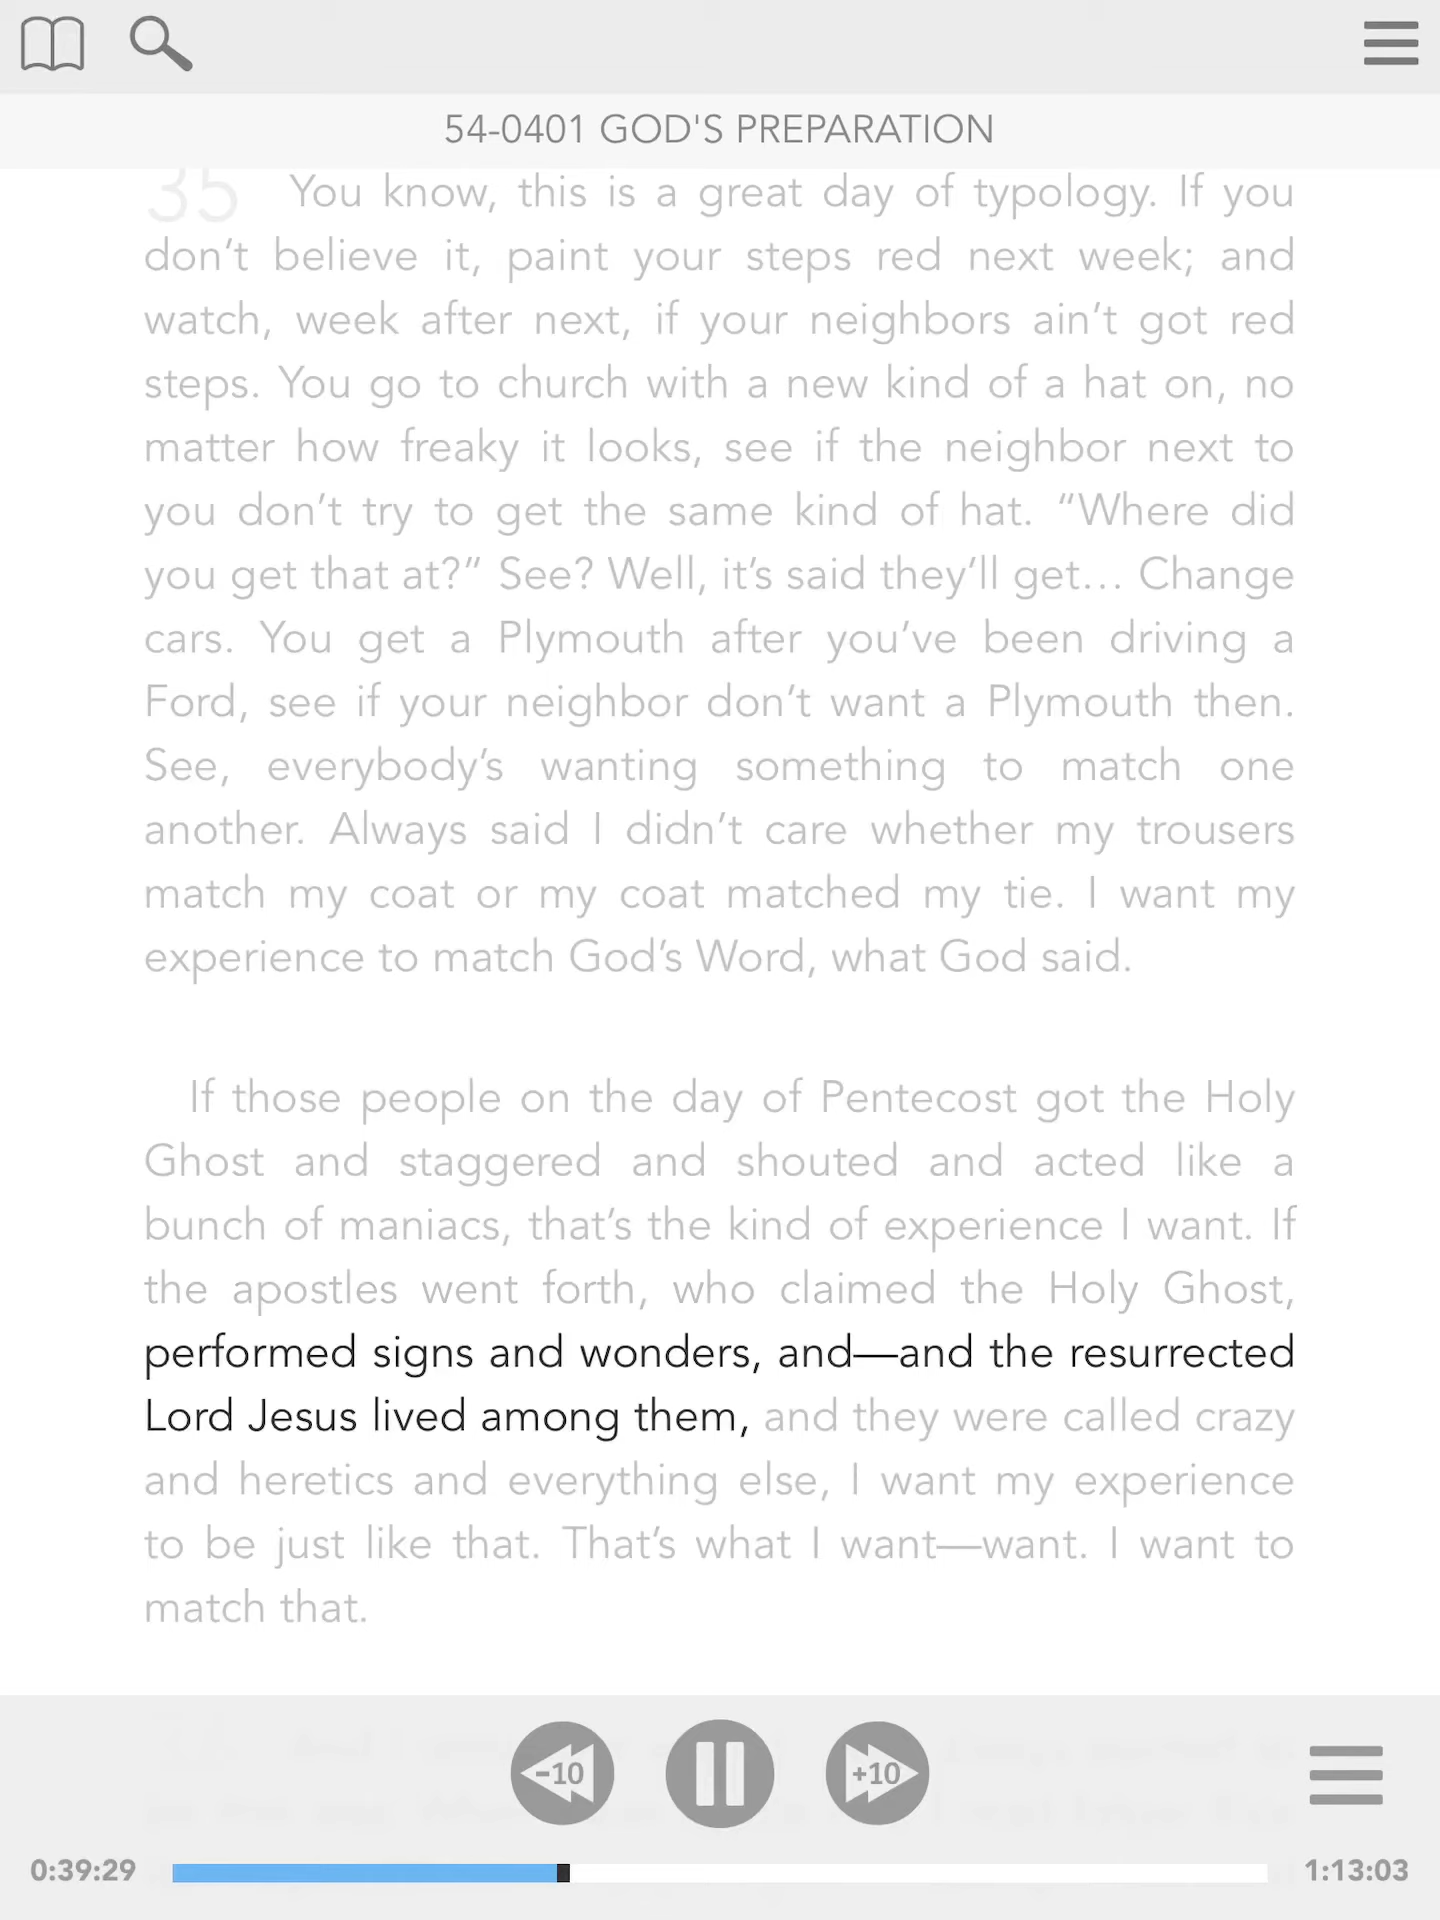 54-0401 GOD'S PREPARATION
35 You know, this is a great day of typology. If you
don’t believe it, paint your steps red next week; and
watch, week after next, if your neighbors ain’t got red
steps. You go to church with a new kind of a hat on, no
matter how freaky it looks, see if the neighbor next to
you don’t try to get the same kind of hat. “Where did
you get that at?” See? Well, it’s said they’ll get… Change
cars. You get a Plymouth after you’ve been driving a
Ford, see if your neighbor don’t want a Plymouth then.
See, everybody’s wanting something to match one
another. Always said I didn’t care whether my trousers
match my coat or my coat matched my tie. I want my
experience to match God’s Word, what God said.
If those people on the day of Pentecost got the Holy
Ghost and staggered and shouted and acted like a
bunch of maniacs, that’s the kind of experience I want. If
the apostles went forth, who claimed the Holy Ghost,
performed signs and wonders, and—and the resurrected
Lord Jesus lived among them, and they were called crazy
and heretics and everything else, I want my experience
to be just like that. That’s what I want—want. I want to
match that.
-10 +10
0:39:29 1:13:03